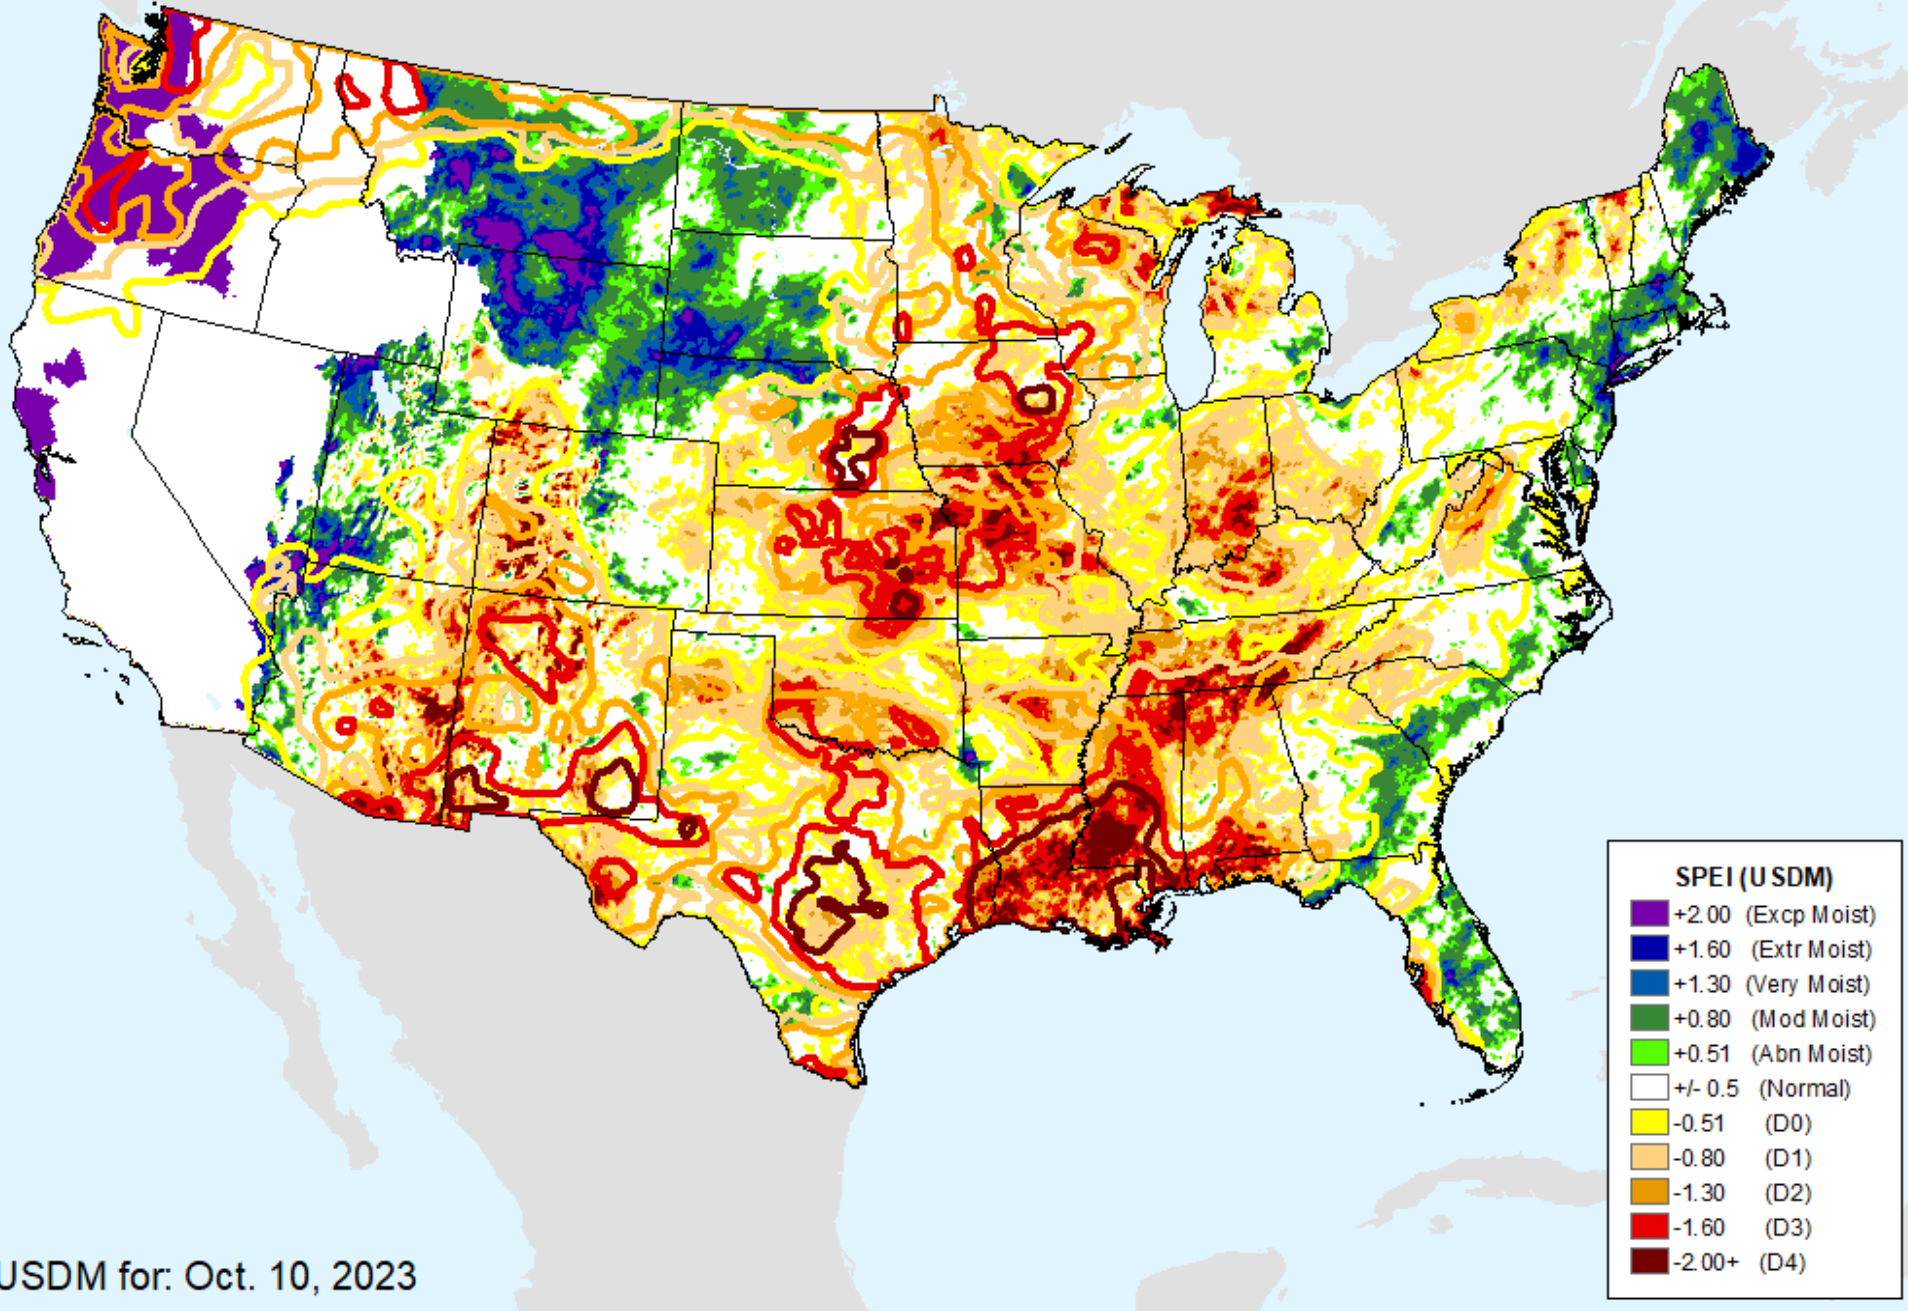 SPEI (USDM)
+2.00 (Excp Moist)
+1.60 (Extr Moist)
+1.30 (Very Moist)
+0.80 (Mod Moist)
+0.51 (Abn Moist)
+/- 0.5 (Normal)
-0.51 (D0)
-0.80 (D1)
-1.30 (D2)
-1.60 (D3)
-2.00+ (D4)
USDM for: Oct. 10, 2023